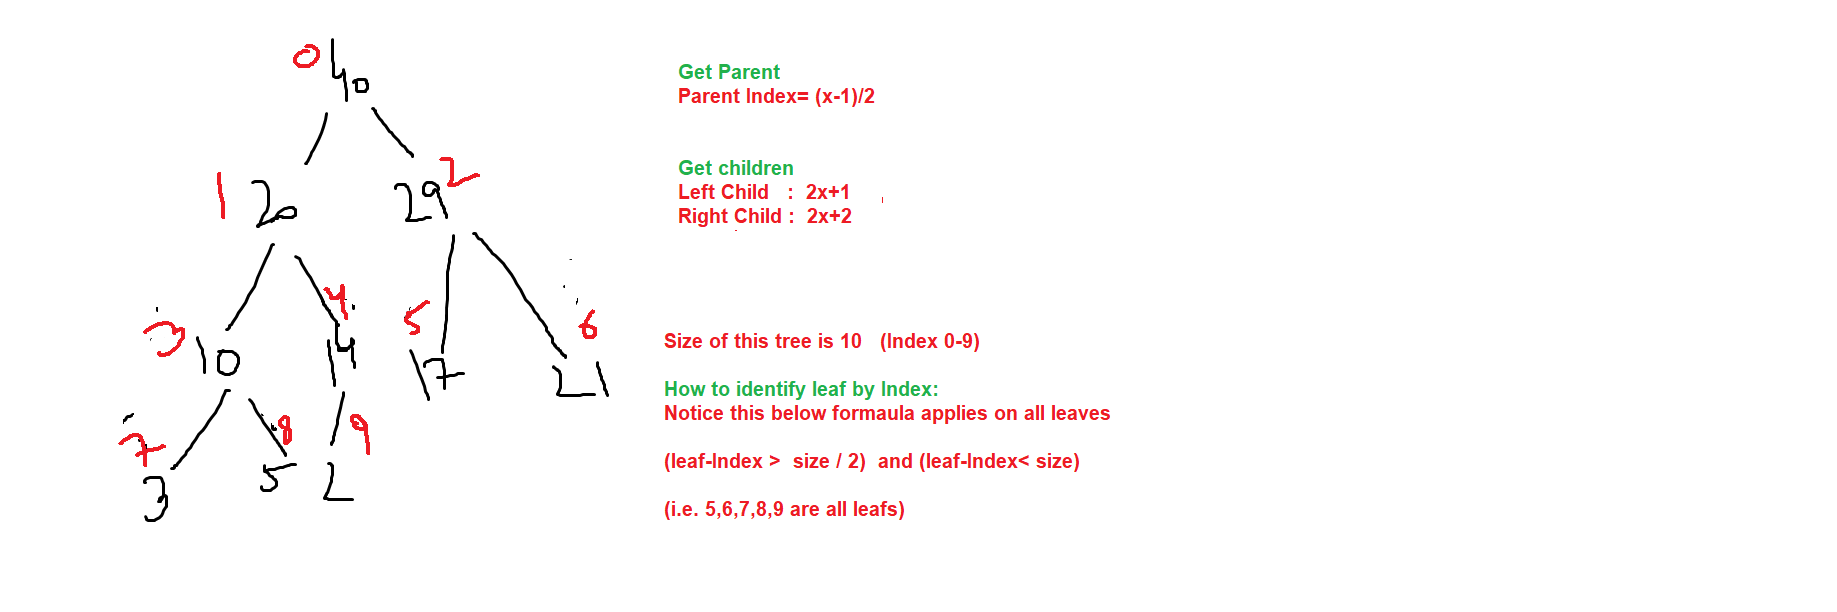 0 40
1 20 29 2
3 10 4 14 5 17 6 21
7 3 8 5 9 2
Get Parent
Parent Index= (x-1)/2
Get children
Left Child : 2x+1
Right Child : 2x+2
Size of this tree is 10 (Index 0-9)
How to identify leaf by Index:
Notice this below formaula applies on all leaves
(leaf-Index > size / 2) and (leaf-Index< size)
(i.e. 5,6,7,8,9 are all leafs)